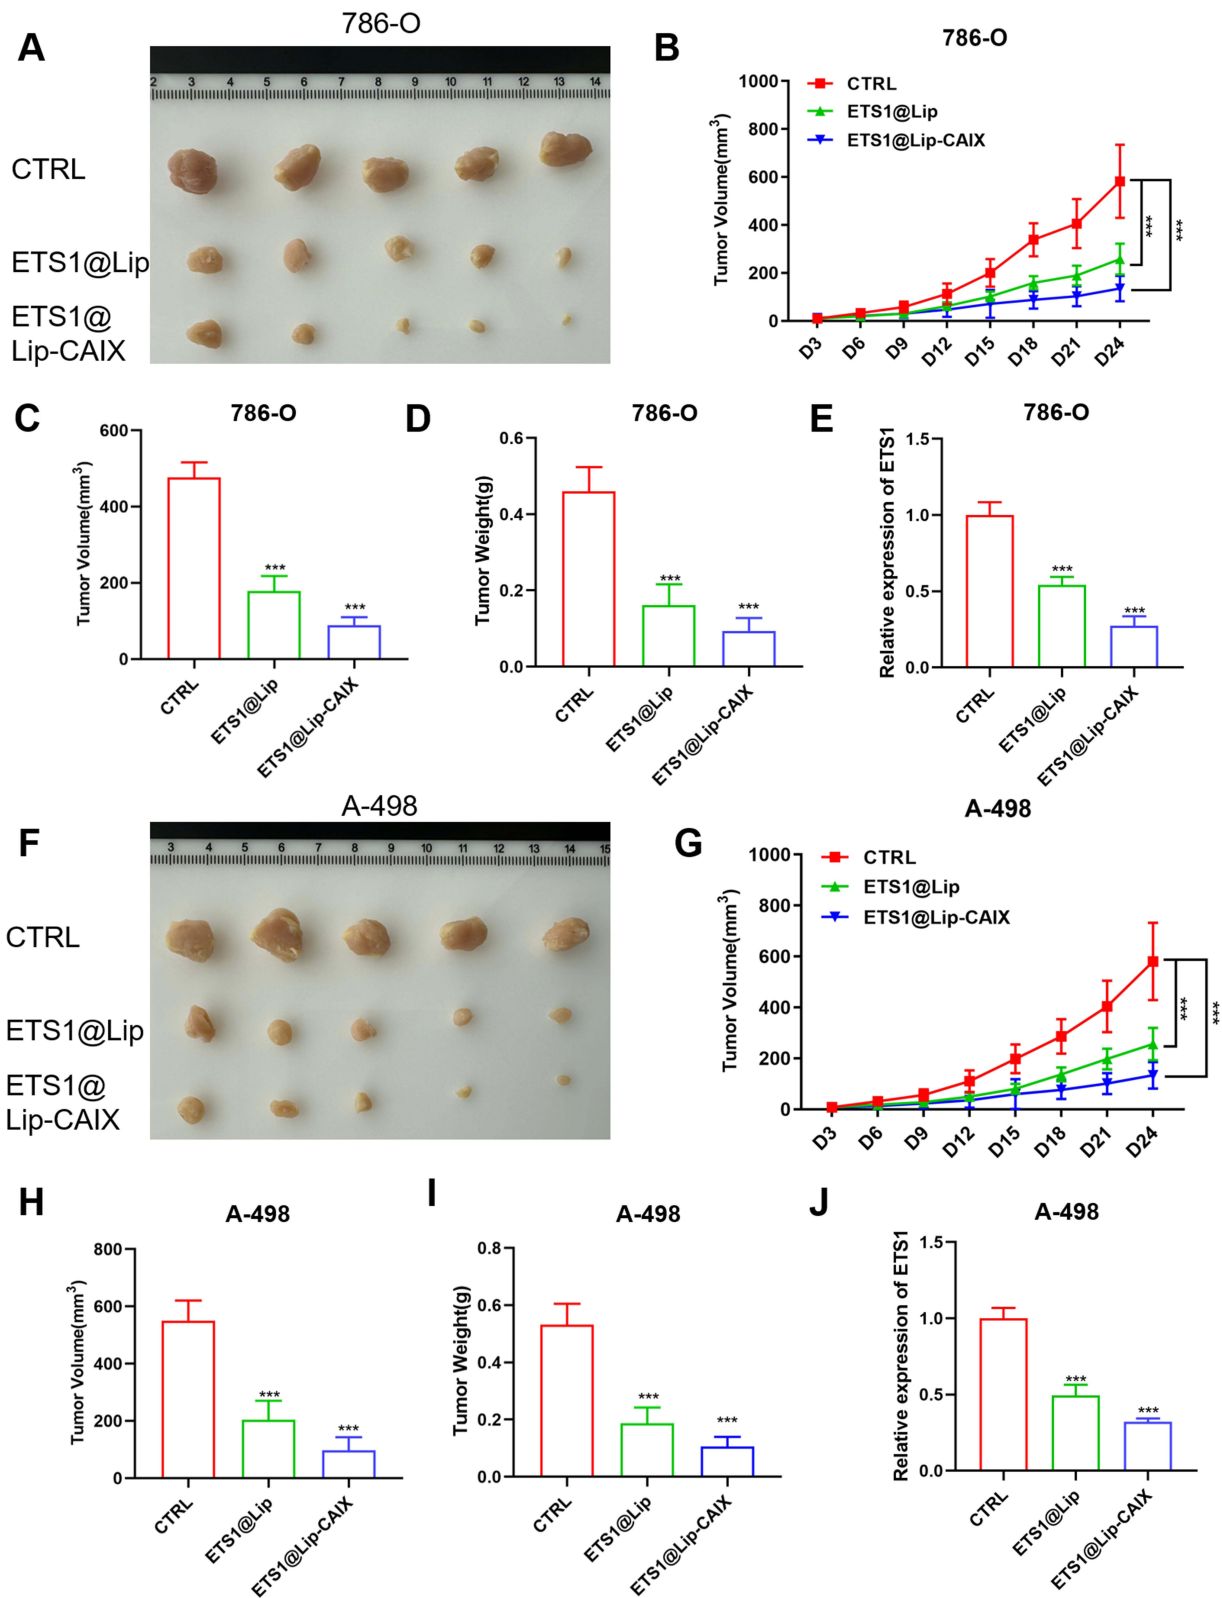 A
786-O
2 3 4 5 6 7 8 9 10 11 12 13 14
CTRL
ETS1@Lip
ETS1@
Lip-CAIX
B
786-O
Tumor Volume(mm³)
1000
800
600
400
200
0
CTRL
ETS1@Lip
ETS1@Lip-CAIX
***
***
D3 D6 D9 D12 D15 D18 D21 D24
C
786-O
Tumor Volume(mm³)
600
400
200
0
***
***
CTRL
ETS1@Lip
ETS1@Lip-CAIX
D
786-O
Tumor Weight(g)
0.6
0.4
0.2
0.0
***
***
CTRL
ETS1@Lip
ETS1@Lip-CAIX
E
786-O
Relative expression of ETS1
1.5
1.0
0.5
0.0
***
***
CTRL
ETS1@Lip
ETS1@Lip-CAIX
F
A-498
3 4 5 6 7 8 9 10 11 12 13 14 15
CTRL
ETS1@Lip
ETS1@
Lip-CAIX
G
A-498
Tumor Volume(mm³)
1000
800
600
400
200
0
CTRL
ETS1@Lip
ETS1@Lip-CAIX
***
***
D3 D6 D9 D12 D15 D18 D21 D24
H
A-498
Tumor Volume(mm³)
800
600
400
200
0
***
***
CTRL
ETS1@Lip
ETS1@Lip-CAIX
I
A-498
Tumor Weight(g)
0.8
0.6
0.4
0.2
0.0
***
***
CTRL
ETS1@Lip
ETS1@Lip-CAIX
J
A-498
Relative expression of ETS1
1.5
1.0
0.5
0.0
***
***
CTRL
ETS1@Lip
ETS1@Lip-CAIX